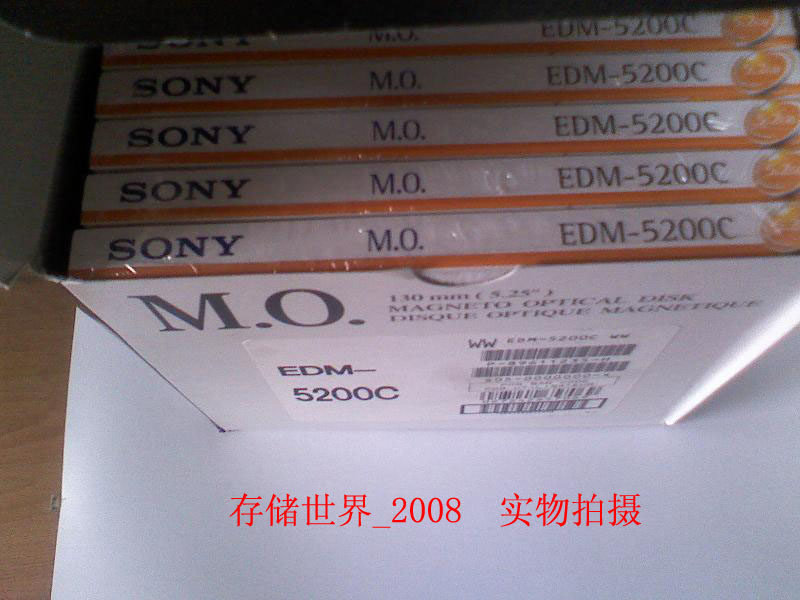 SONY M.O. EDM-5200C
SONY M.O. EDM-5200C
SONY M.O. EDM-5200C
SONY M.O. EDM-5200C
SONY M.O. EDM-5200C
M.O.
130 mm (5.25")
MAGNETO OPTICAL DISK
DISQUE OPTIQUE MAGNETIQUE
EDM-
5200C
WW EDM-5200C WW
存储世界_2008 实物拍摄